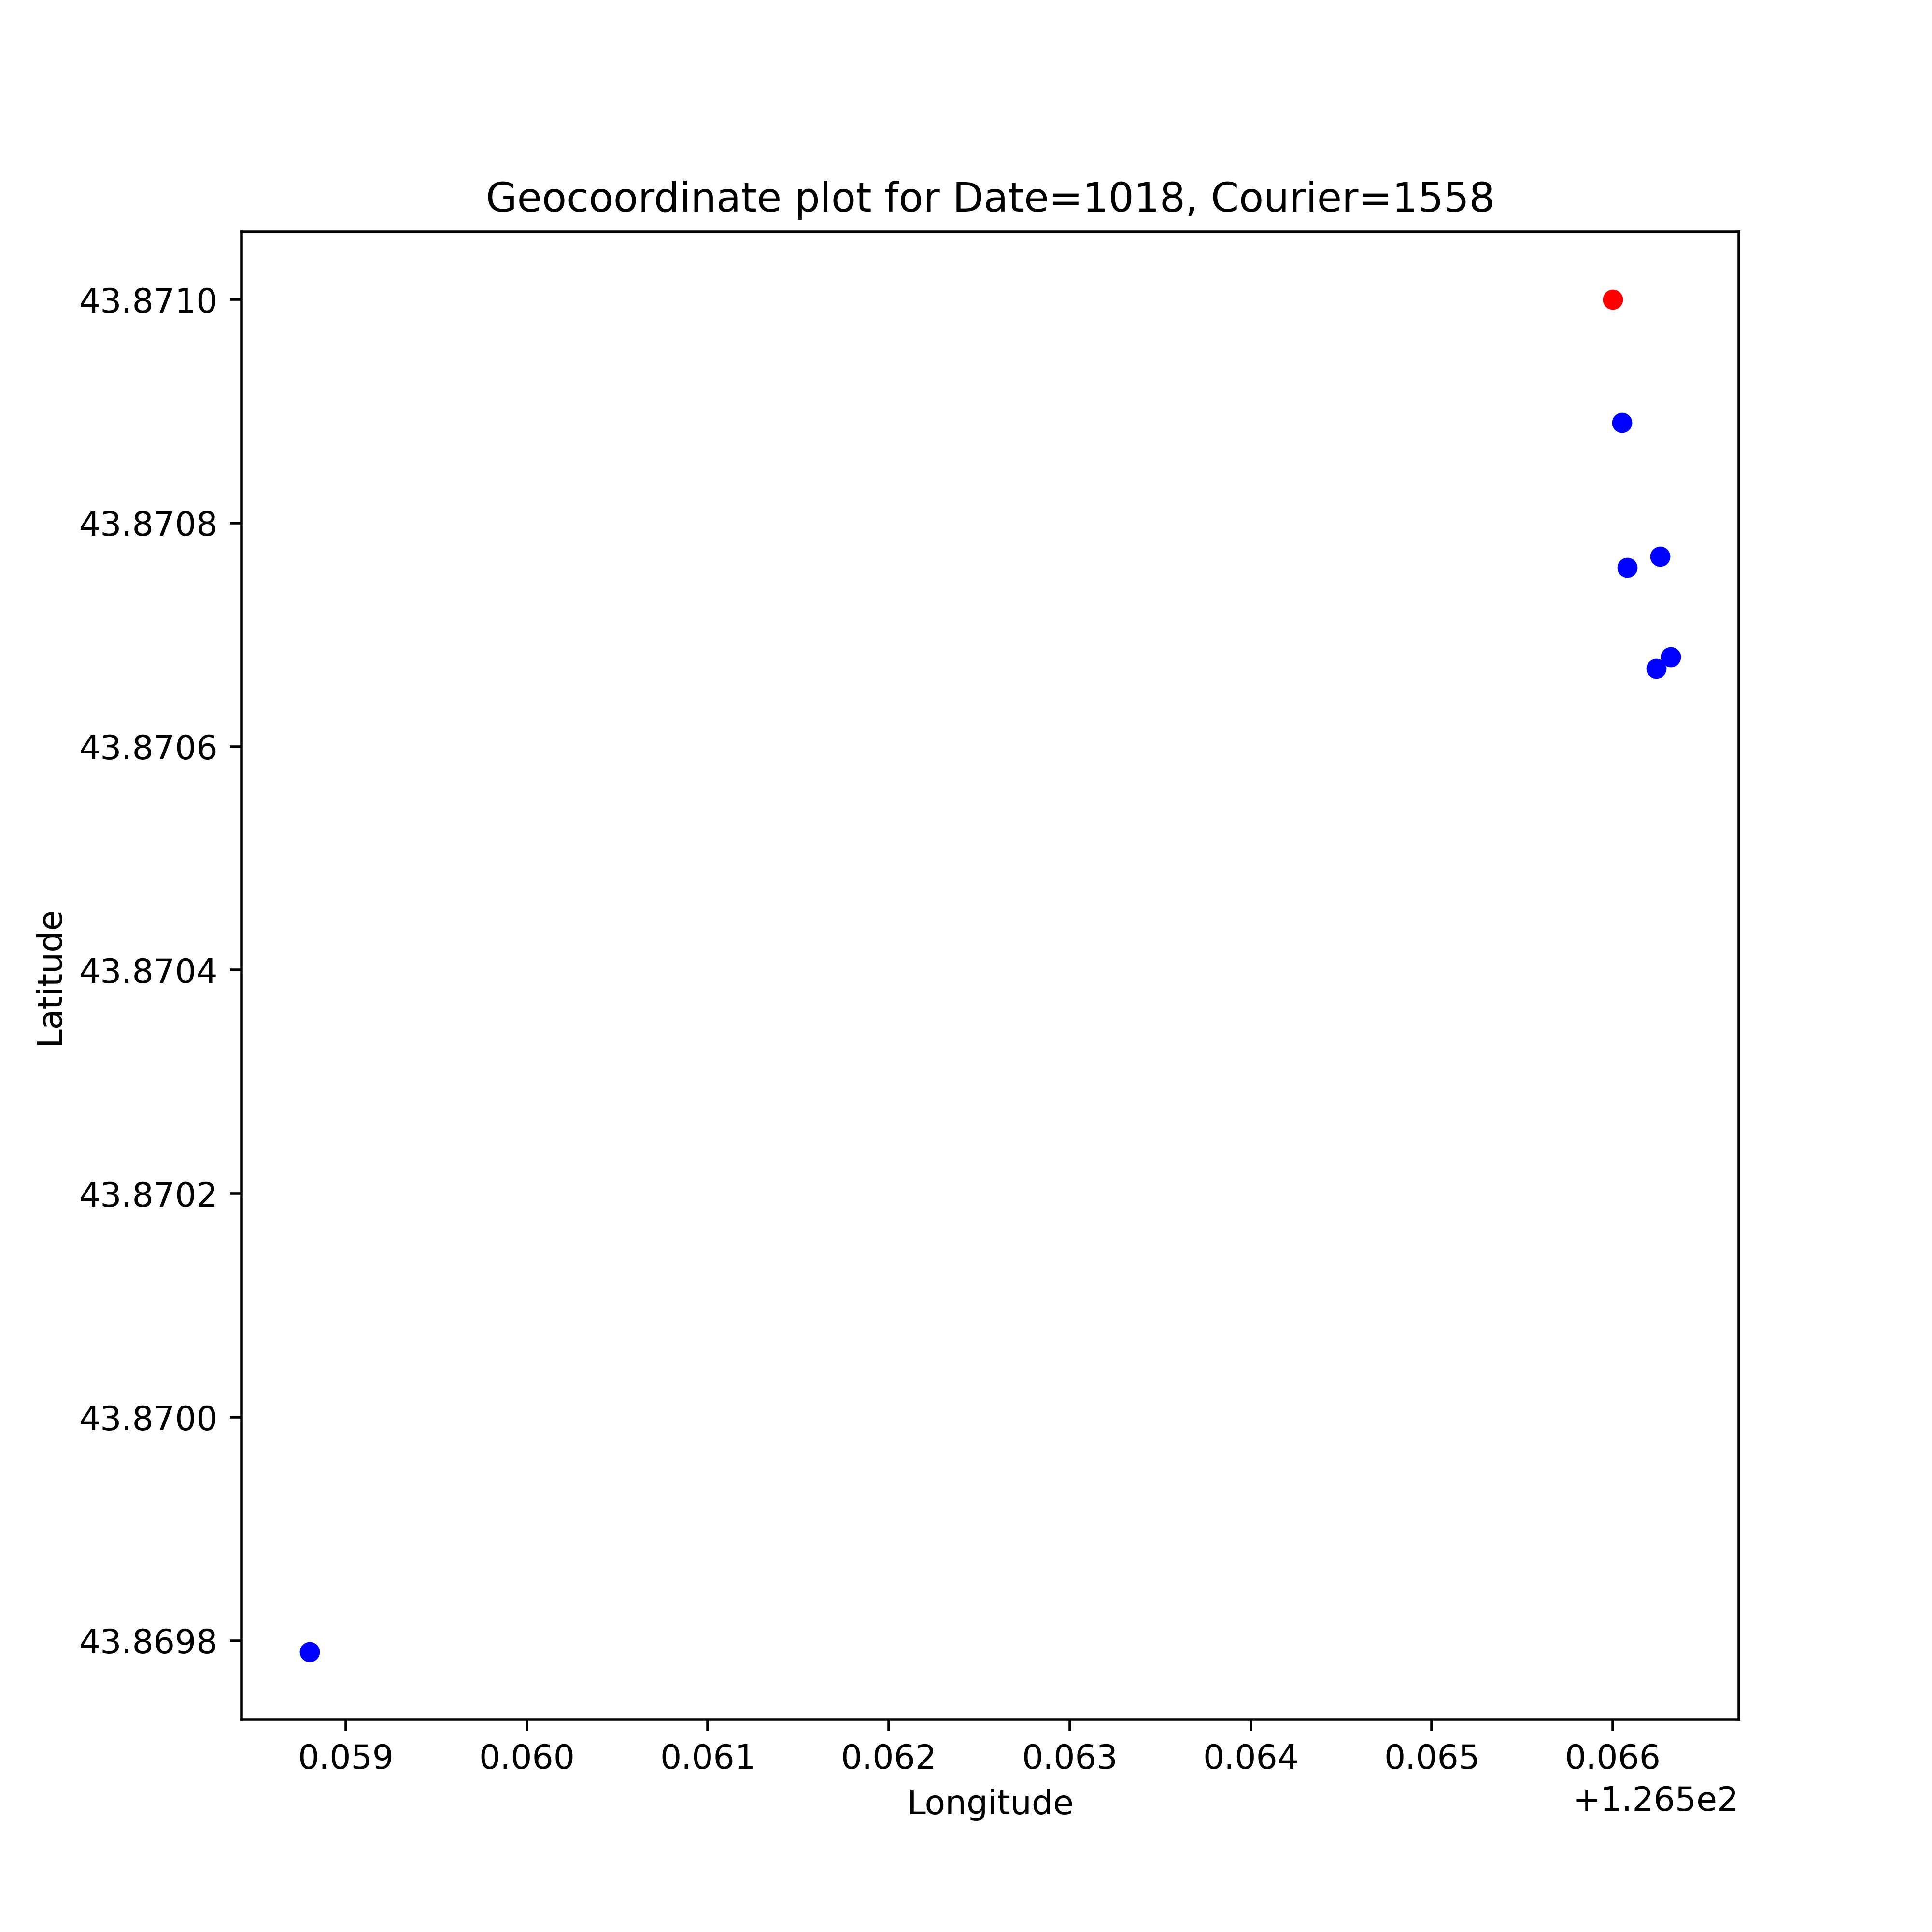 Geocoordinate plot for Date=1018, Courier=1558
43.8710
43.8708
43.8706
43.8704
43.8702
43.8700
43.8698
Latitude
0.059 0.060 0.061 0.062 0.063 0.064 0.065 0.066
+1.265e2
Longitude